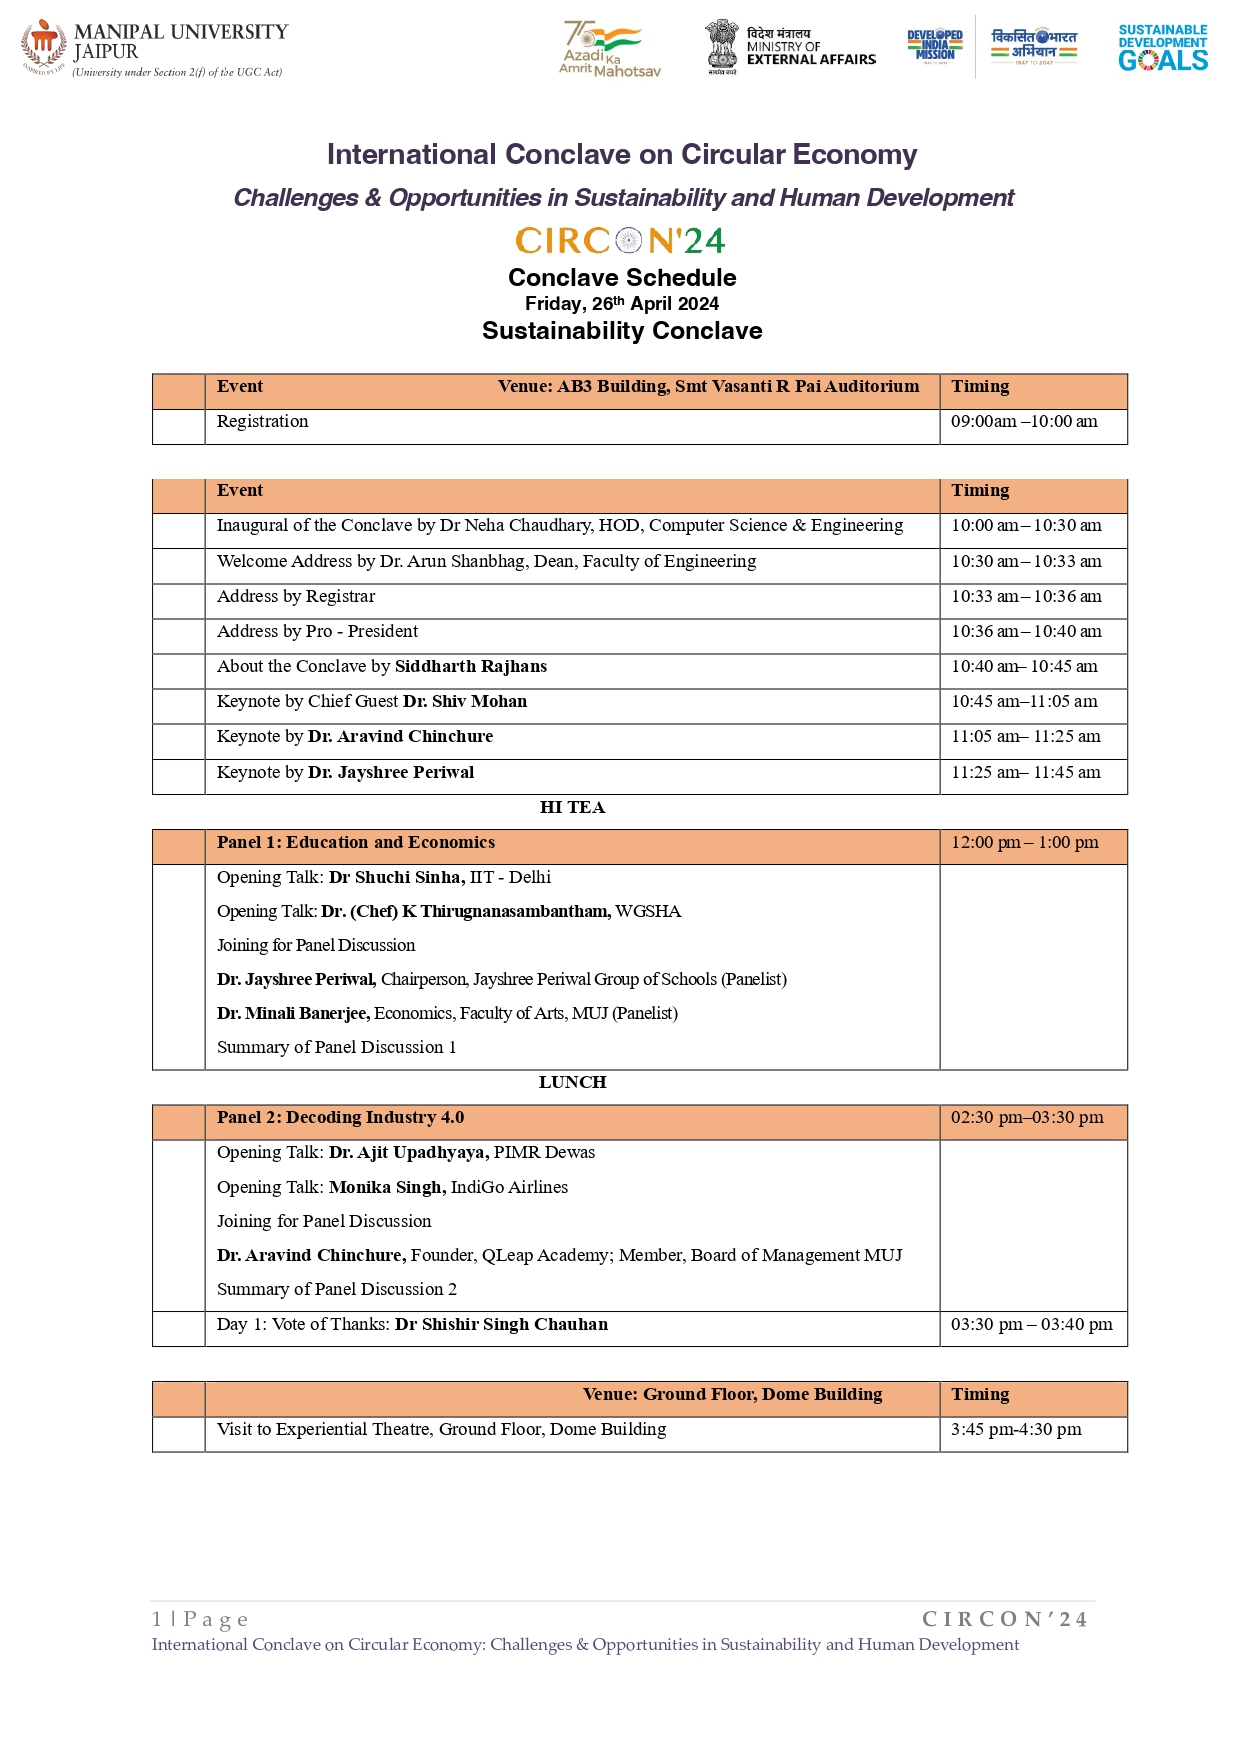 MANIPAL UNIVERSITY
JAIPUR
(University under Section 2(f) of the UGC Act)
INSPIRED BY LIFE
75
Azadi Ka
Amrit Mahotsav
विदेश मंत्रालय
MINISTRY OF
EXTERNAL AFFAIRS
सत्यमेव जयते
DEVELOPED
INDIA
MISSION
विकसित भारत
अभियान
1947 TO 2047
SUSTAINABLE
DEVELOPMENT
GOALS
International Conclave on Circular Economy
Challenges & Opportunities in Sustainability and Human Development
CIRCON'24
Conclave Schedule
Friday, 26th April 2024
Sustainability Conclave
Event Venue: AB3 Building, Smt Vasanti R Pai Auditorium Timing
Registration 09:00am –10:00 am
Event Timing
Inaugural of the Conclave by Dr Neha Chaudhary, HOD, Computer Science & Engineering 10:00 am – 10:30 am
Welcome Address by Dr. Arun Shanbhag, Dean, Faculty of Engineering 10:30 am – 10:33 am
Address by Registrar 10:33 am – 10:36 am
Address by Pro - President 10:36 am – 10:40 am
About the Conclave by Siddharth Rajhans 10:40 am– 10:45 am
Keynote by Chief Guest Dr. Shiv Mohan 10:45 am–11:05 am
Keynote by Dr. Aravind Chinchure 11:05 am– 11:25 am
Keynote by Dr. Jayshree Periwal 11:25 am– 11:45 am
HI TEA
Panel 1: Education and Economics 12:00 pm – 1:00 pm
Opening Talk: Dr Shuchi Sinha, IIT - Delhi
Opening Talk: Dr. (Chef) K Thirugnanasambantham, WGSHA
Joining for Panel Discussion
Dr. Jayshree Periwal, Chairperson, Jayshree Periwal Group of Schools (Panelist)
Dr. Minali Banerjee, Economics, Faculty of Arts, MUJ (Panelist)
Summary of Panel Discussion 1
LUNCH
Panel 2: Decoding Industry 4.0 02:30 pm–03:30 pm
Opening Talk: Dr. Ajit Upadhyaya, PIMR Dewas
Opening Talk: Monika Singh, IndiGo Airlines
Joining for Panel Discussion
Dr. Aravind Chinchure, Founder, QLeap Academy; Member, Board of Management MUJ
Summary of Panel Discussion 2
Day 1: Vote of Thanks: Dr Shishir Singh Chauhan 03:30 pm – 03:40 pm
Venue: Ground Floor, Dome Building Timing
Visit to Experiential Theatre, Ground Floor, Dome Building 3:45 pm-4:30 pm
1 | Page CIRCON’24
International Conclave on Circular Economy: Challenges & Opportunities in Sustainability and Human Development